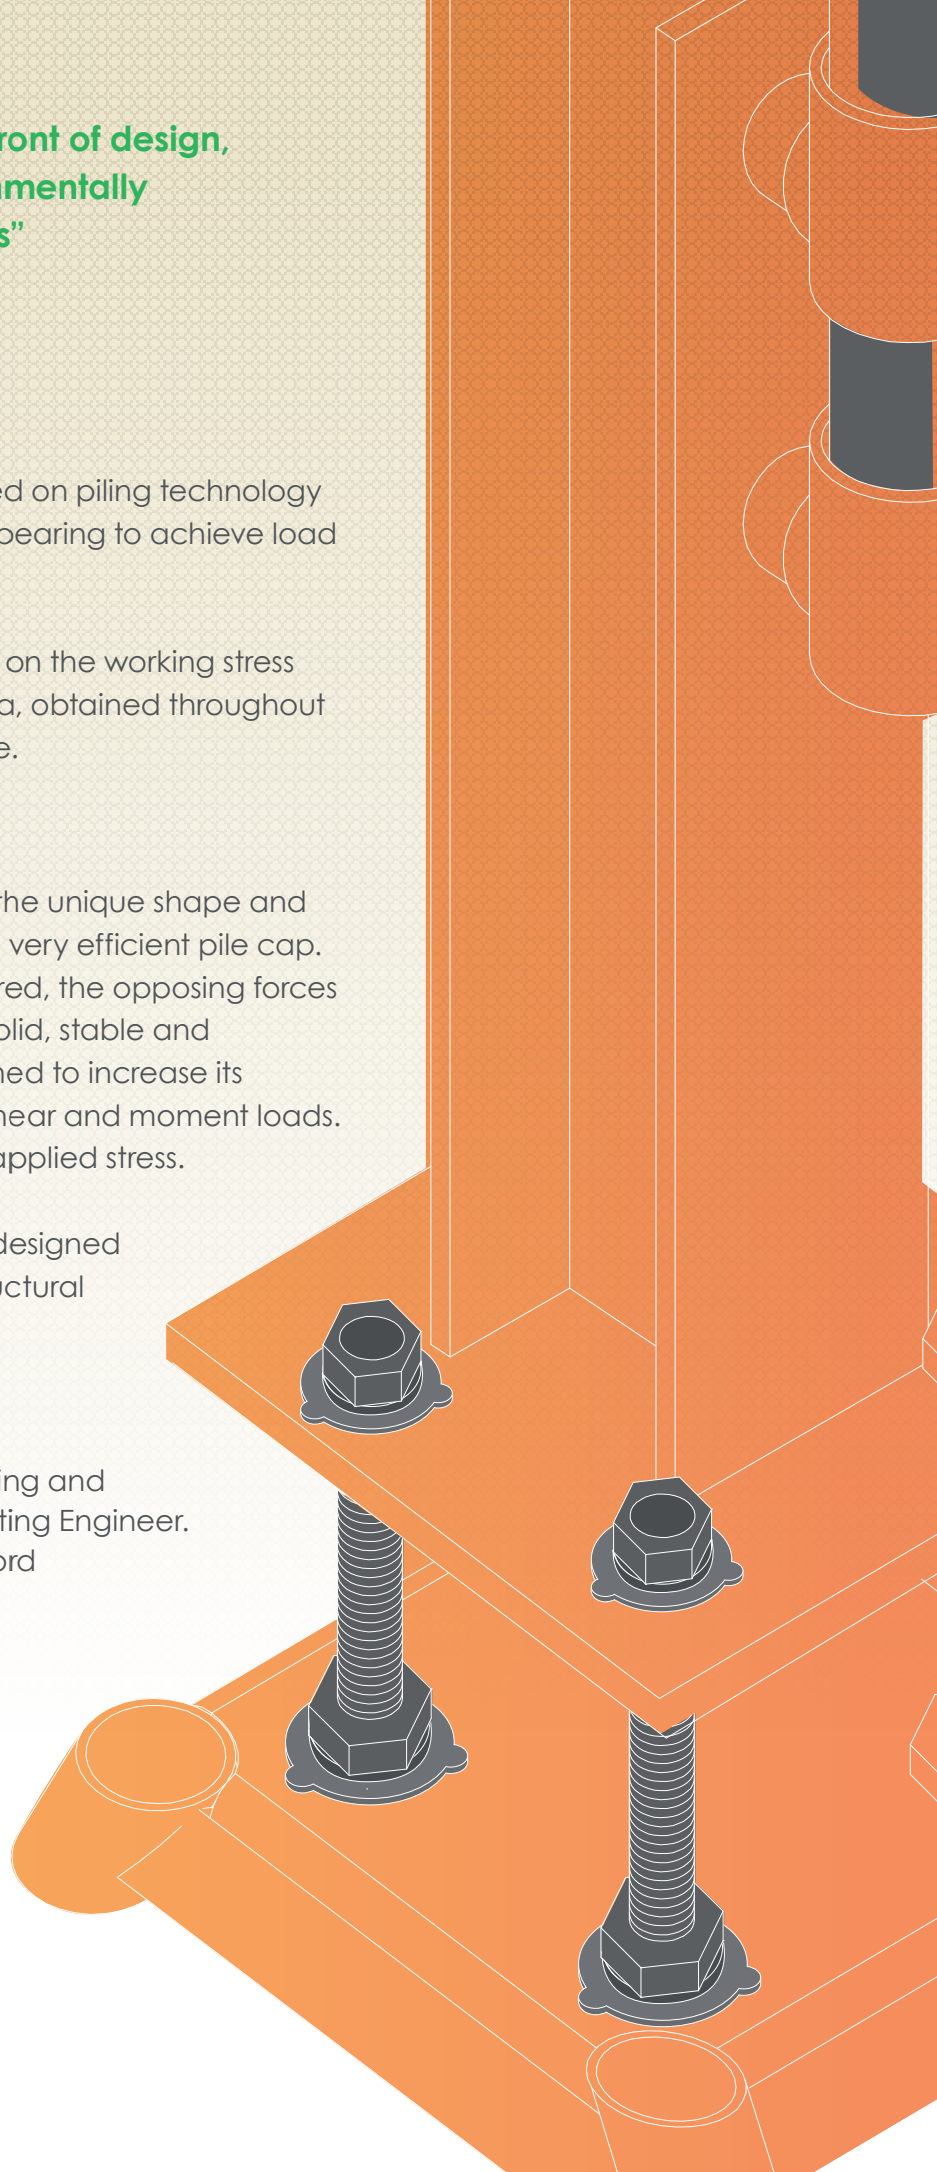 ront of design,
nmentally
s”
ed on piling technology
bearing to achieve load
on the working stress
a, obtained throughout
e.
the unique shape and
very efficient pile cap.
red, the opposing forces
olid, stable and
ned to increase its
hear and moment loads.
applied stress.
designed
uctural
ing and
ting Engineer.
ord